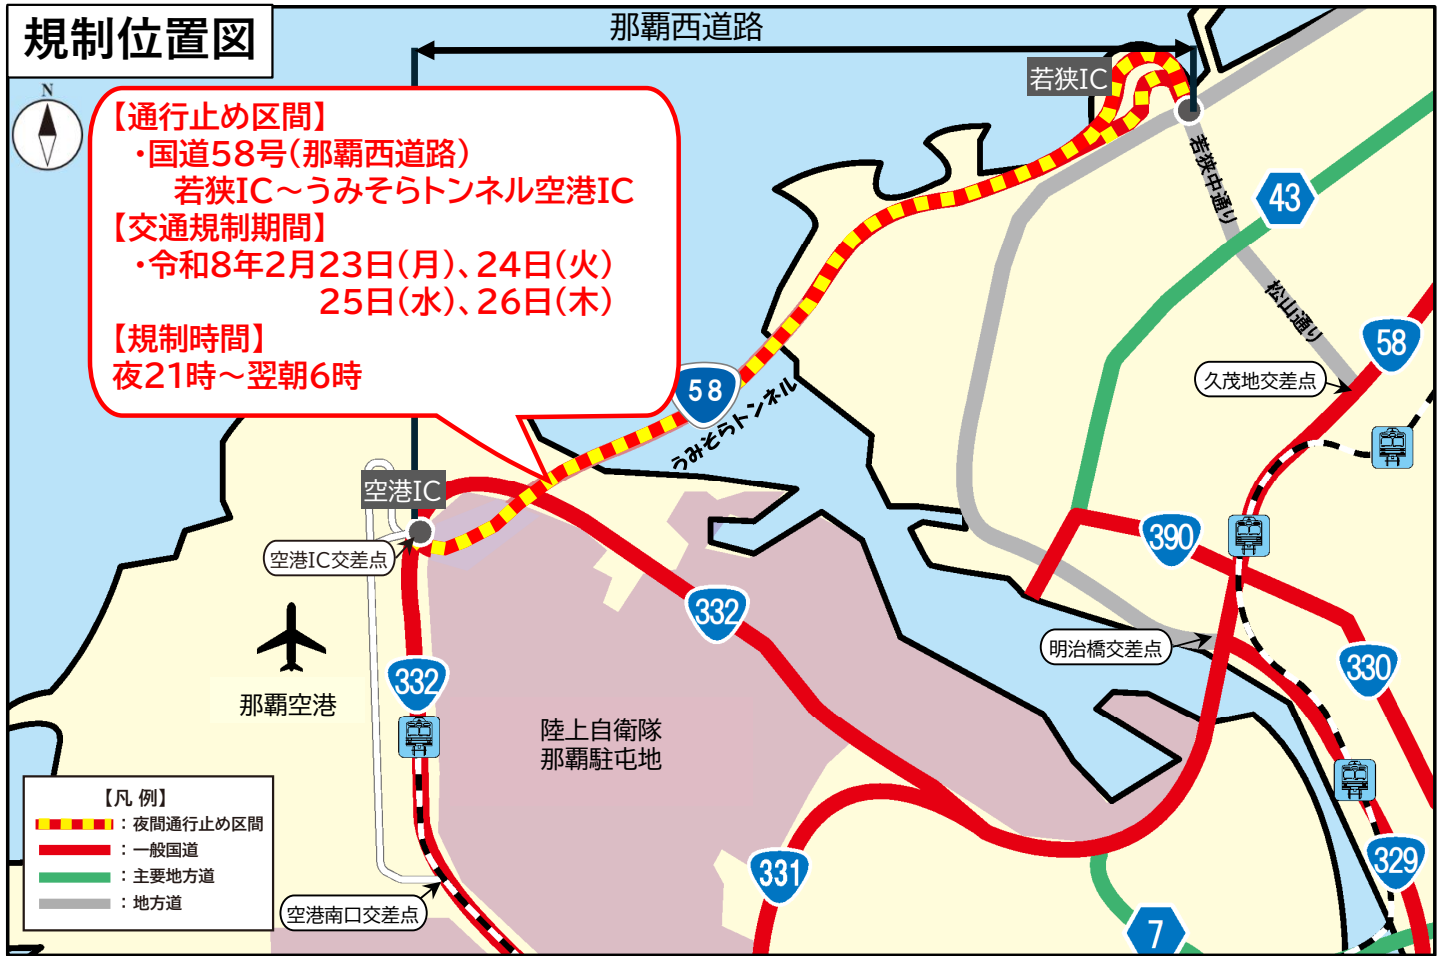 規制位置図
那覇西道路
N
若狭IC
【通行止め区間】
・国道58号(那覇西道路)
若狭IC～うみそらトンネル空港IC
【交通規制期間】
・令和8年2月23日(月)、24日(火)
25日(水)、26日(木)
【規制時間】
夜21時～翌朝6時
若狭中通り
43
松山通り
58
久茂地交差点
58
うみそらトンネル
空港IC
空港IC交差点
390
332
明治橋交差点
330
332
那覇空港
陸上自衛隊
那覇駐屯地
【凡 例】
：夜間通行止め区間
：一般国道
：主要地方道
：地方道
空港南口交差点
331
329
7